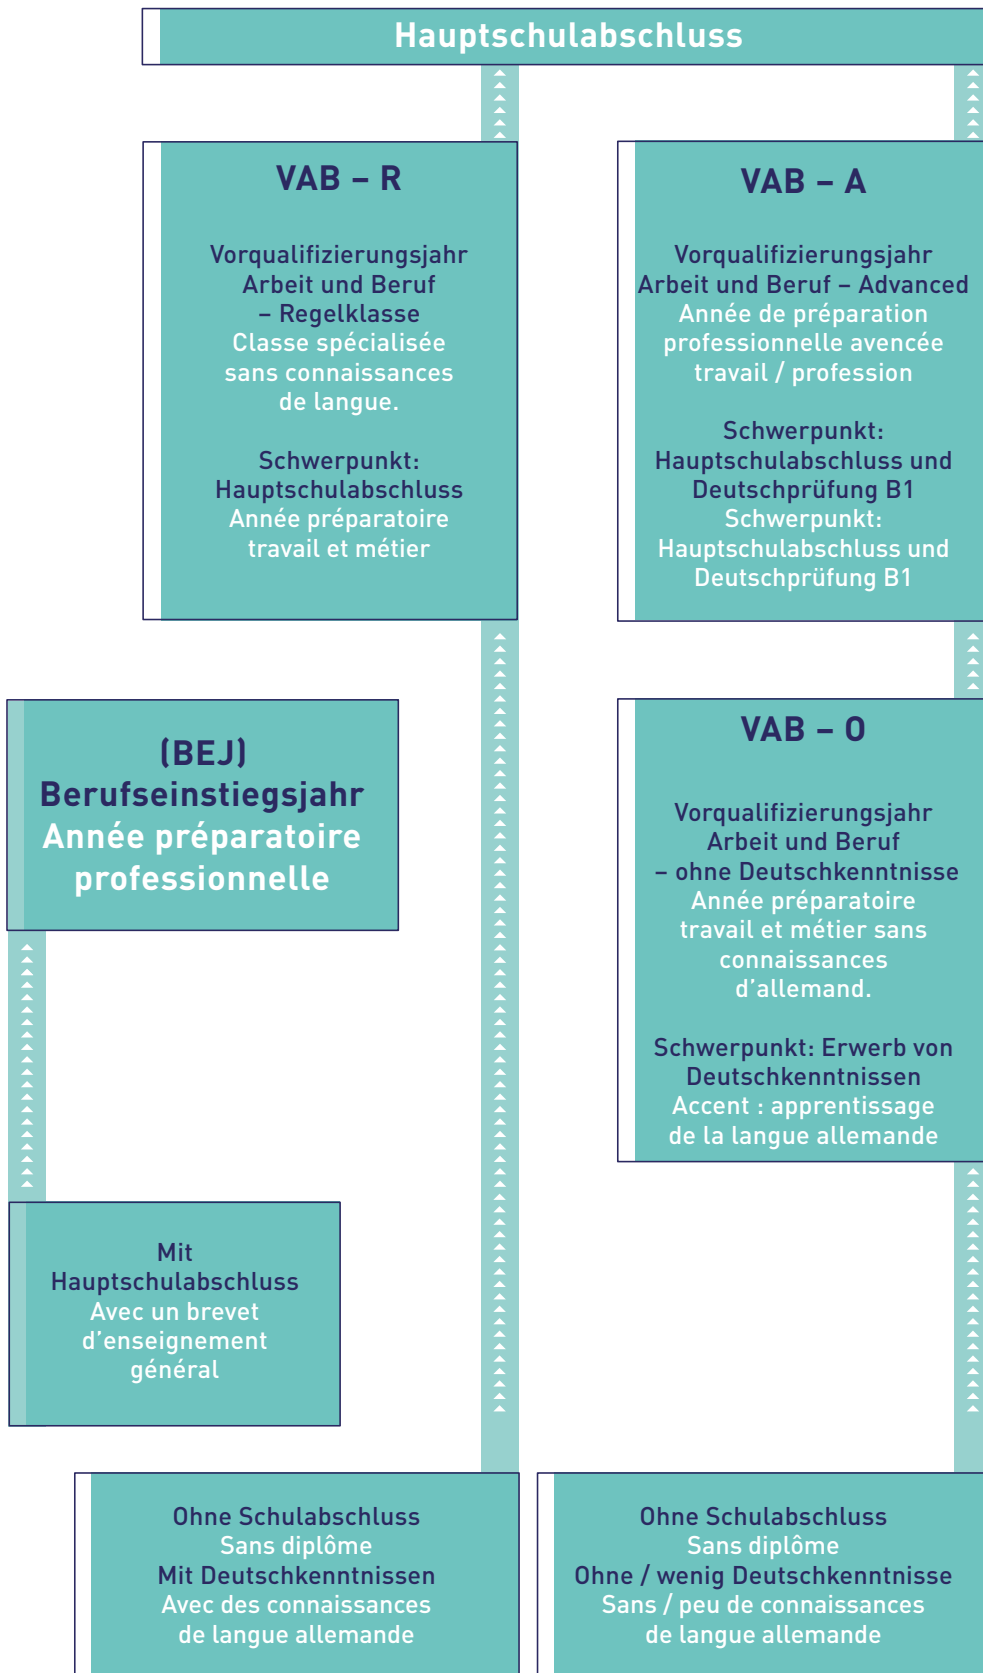 Hauptschulabschluss
VAB – R
Vorqualifizierungsjahr
Arbeit und Beruf
– Regelklasse
Classe spécialisée
sans connaissances
de langue.
Schwerpunkt:
Hauptschulabschluss
Année préparatoire
travail et métier
VAB – A
Vorqualifizierungsjahr
Arbeit und Beruf – Advanced
Année de préparation
professionnelle avencée
travail / profession
Schwerpunkt:
Hauptschulabschluss und
Deutschprüfung B1
Schwerpunkt:
Hauptschulabschluss und
Deutschprüfung B1
(BEJ)
Berufseinstiegsjahr
Année préparatoire
professionnelle
VAB – O
Vorqualifizierungsjahr
Arbeit und Beruf
– ohne Deutschkenntnisse
Année préparatoire
travail et métier sans
connaissances
d’allemand.
Schwerpunkt: Erwerb von
Deutschkenntnissen
Accent : apprentissage
de la langue allemande
Mit
Hauptschulabschluss
Avec un brevet
d’enseignement
général
Ohne Schulabschluss
Sans diplôme
Mit Deutschkenntnissen
Avec des connaissances
de langue allemande
Ohne Schulabschluss
Sans diplôme
Ohne / wenig Deutschkenntnisse
Sans / peu de connaissances
de langue allemande